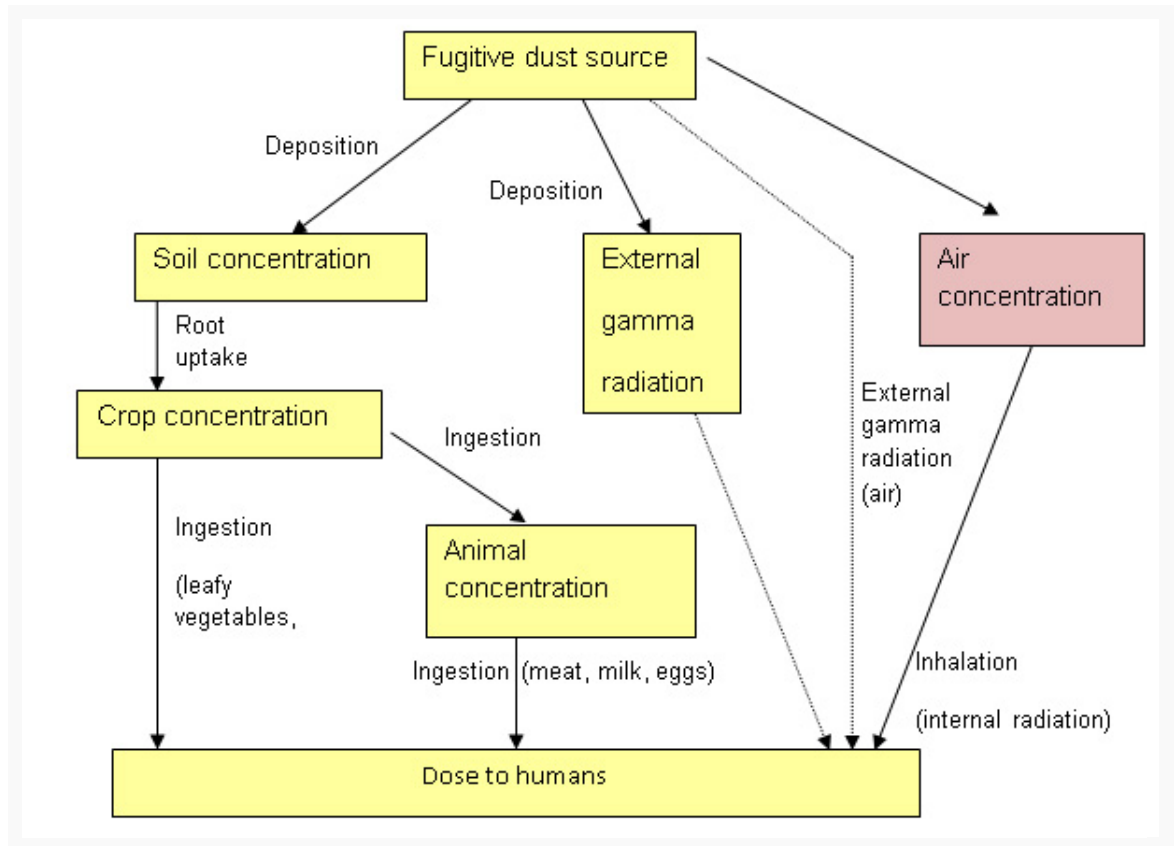 Fugitive dust source
Deposition
Deposition
Soil concentration
External
gamma
radiation
Air
concentration
Root
uptake
Crop concentration
Ingestion
External
gamma
radiation
(air)
Ingestion
(leafy
vegetables,
Animal
concentration
Ingestion (meat, milk, eggs)
Inhalation
(internal radiation)
Dose to humans